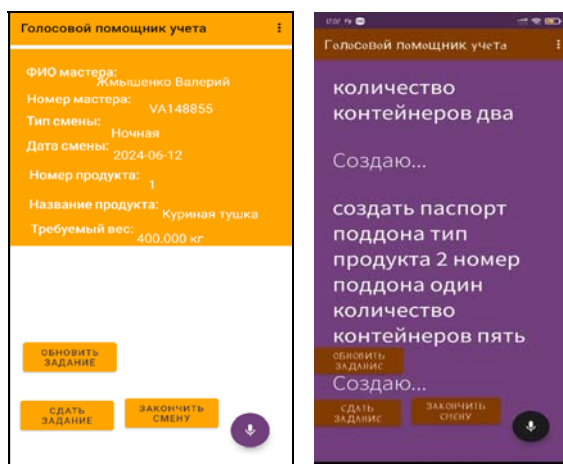 Голосовой помощник учета
ФИО мастера:
Жмышенко Валерий
Номер мастера:
VA148855
Тип смены:
Ночная
Дата смены:
2024-06-12
Номер продукта:
1
Название продукта:
Куриная тушка
Требуемый вес:
400.000 кг
ОБНОВИТЬ
ЗАДАНИЕ
СДАТЬ
ЗАДАНИЕ
ЗАКОНЧИТЬ
СМЕНУ
Голосовой помощник учета
количество
контейнеров два
Создаю...
создать паспорт
поддона тип
продукта 2 номер
поддона один
количество
контейнеров пять
ОБНОВИТЬ
ЗАДАНИЕ
Создаю...
СДАТЬ
ЗАДАНИЕ
ЗАКОНЧИТЬ
СМЕНУ